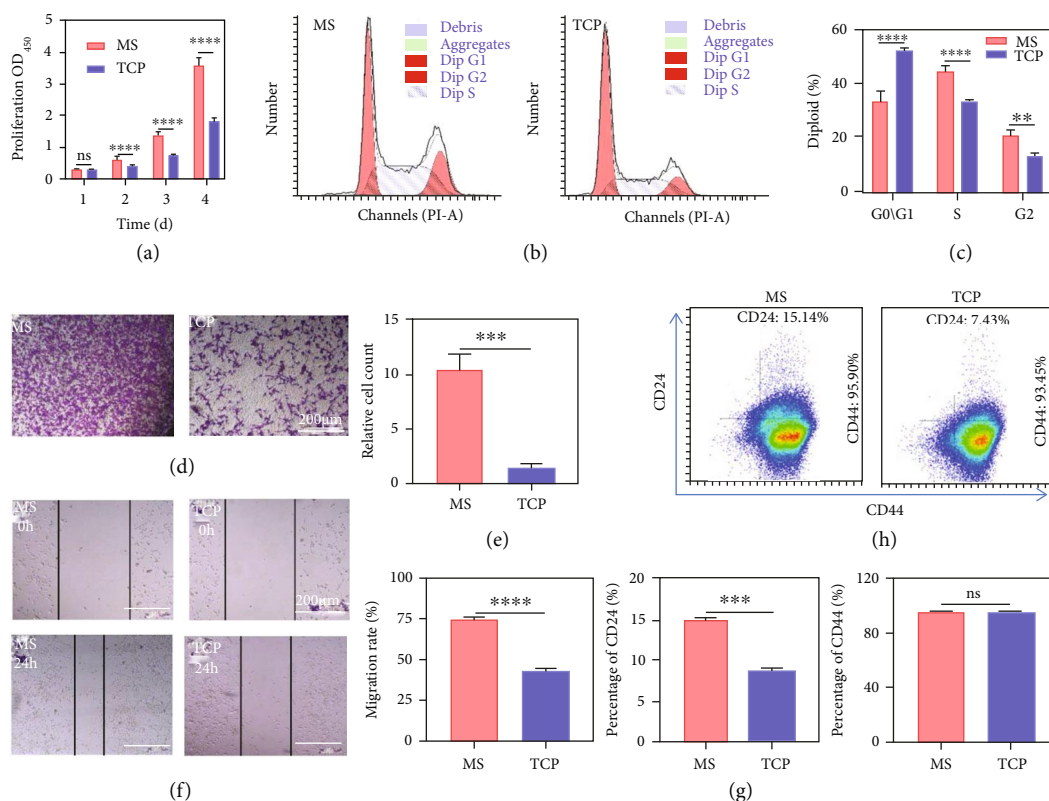 Proliferation OD450
5
4
3
2
1
0
MS
TCP
ns
****
****
****
1
2
3
4
Time (d)
(a)
MS
Number
Debris
Aggregates
Dip G1
Dip G2
Dip S
Channels (PI-A)
TCP
Number
Debris
Aggregates
Dip G1
Dip G2
Dip S
Channels (PI-A)
(b)
Diploid (%)
60
40
20
0
****
****
**
MS
TCP
G0\G1
S
G2
(c)
MS
TCP
200μm
(d)
Relative cell count
15
10
5
0
***
MS
TCP
(e)
MS
TCP
CD24: 15.14%
CD24: 7.43%
CD44: 95.90%
CD44: 93.45%
CD24
CD44
(h)
MS
0h
TCP
0h
200μm
MS
24h
TCP
24h
(f)
Migration rate (%)
100
75
50
25
0
****
MS
TCP
Percentage of CD24 (%)
20
15
10
5
0
***
MS
TCP
Percentage of CD44 (%)
120
80
40
0
ns
MS
TCP
(g)